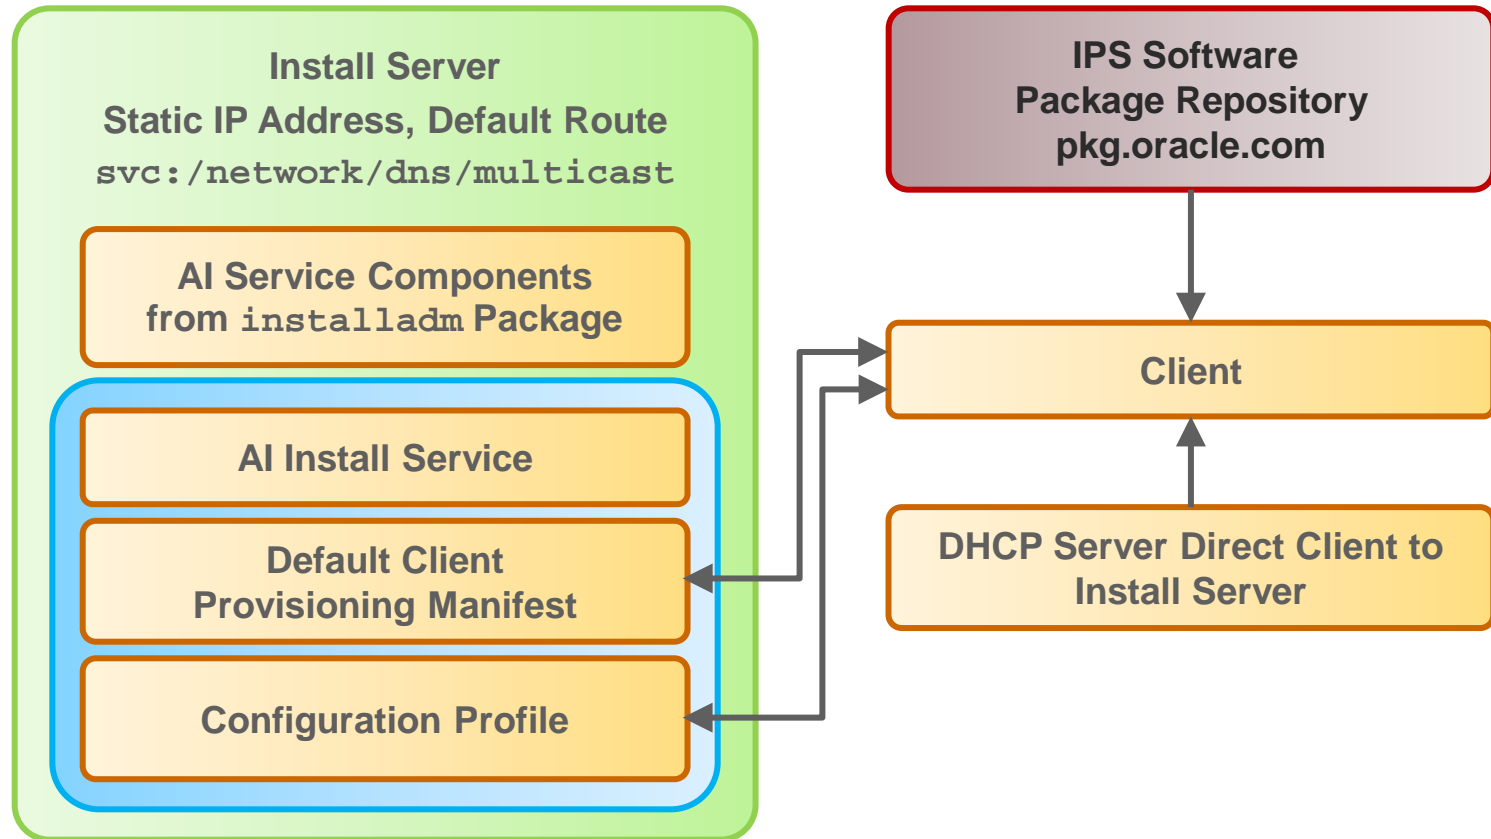 Install Server
Static IP Address, Default Route
svc:/network/dns/multicast
AI Service Components
from installadm Package
AI Install Service
Default Client
Provisioning Manifest
Configuration Profile
IPS Software
Package Repository
pkg.oracle.com
Client
DHCP Server Direct Client to
Install Server